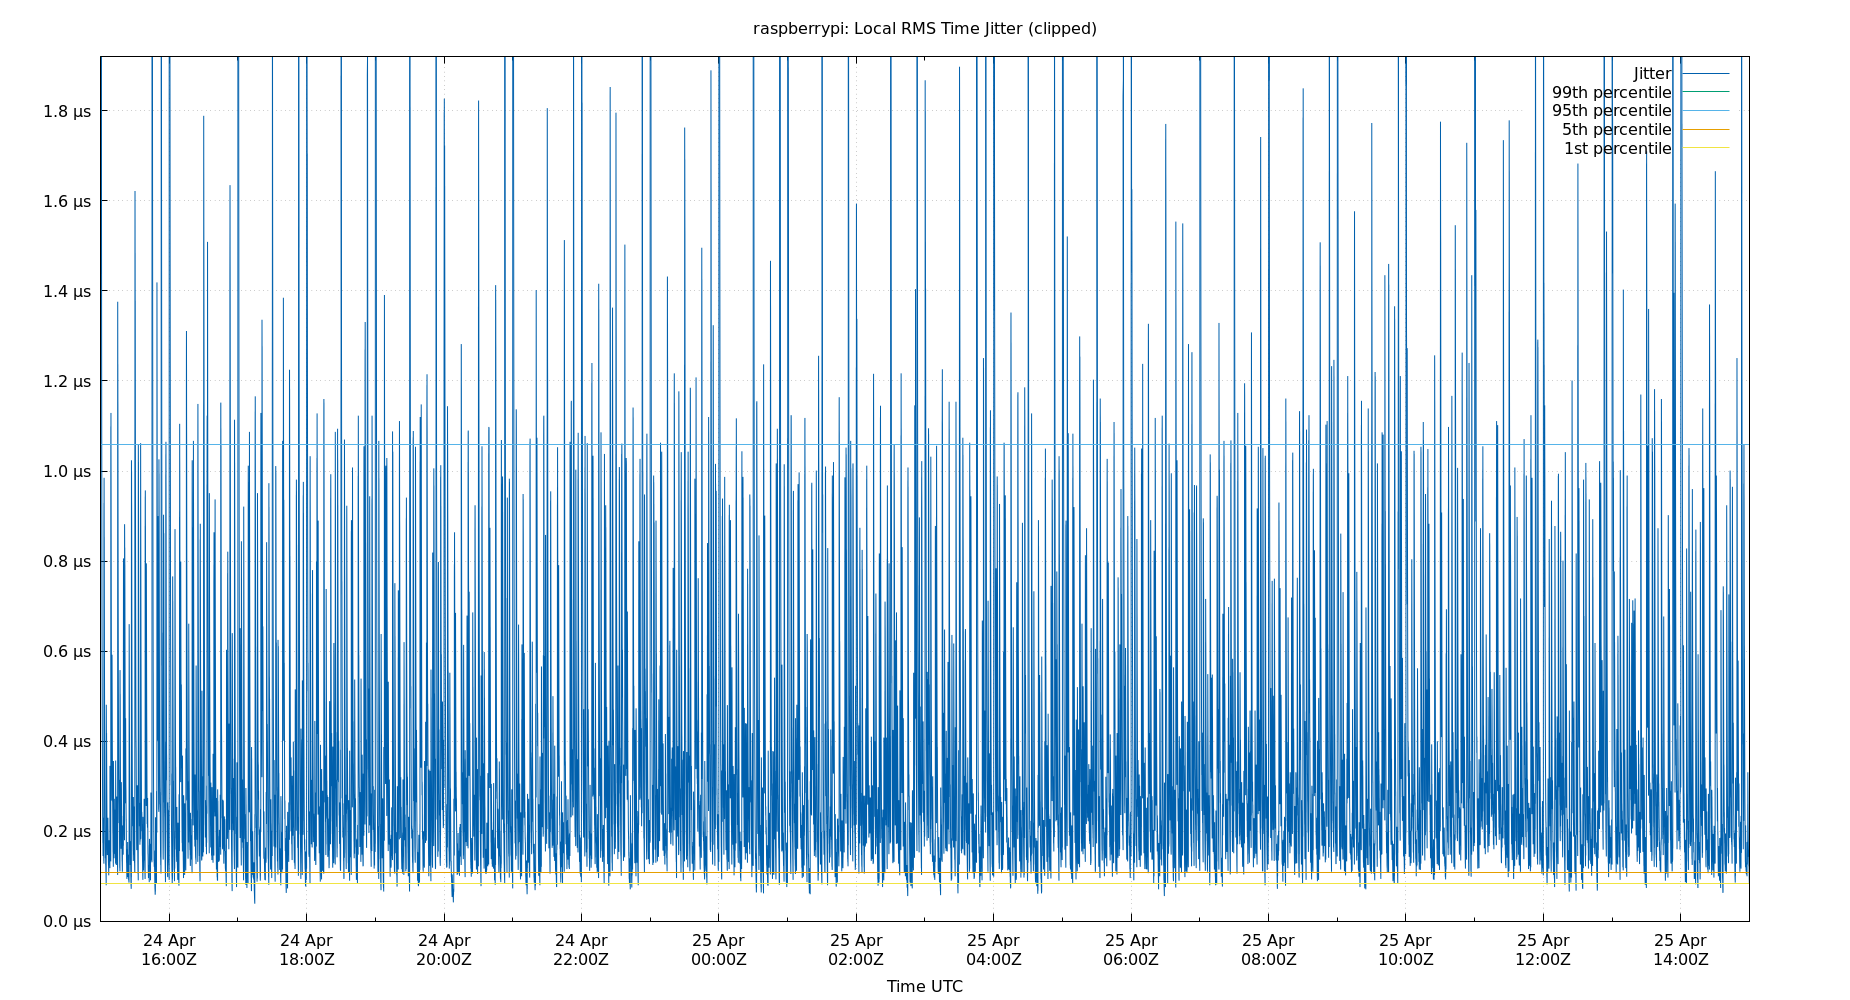 raspberrypi: Local RMS Time Jitter (clipped)
Jitter
99th percentile
95th percentile
5th percentile
1st percentile
1.8 μs
1.6 μs
1.4 μs
1.2 μs
1.0 μs
0.8 μs
0.6 μs
0.4 μs
0.2 μs
0.0 μs
24 Apr 24 Apr 24 Apr 24 Apr 25 Apr 25 Apr 25 Apr 25 Apr 25 Apr 25 Apr 25 Apr 25 Apr
16:00Z 18:00Z 20:00Z 22:00Z 00:00Z 02:00Z 04:00Z 06:00Z 08:00Z 10:00Z 12:00Z 14:00Z
Time UTC